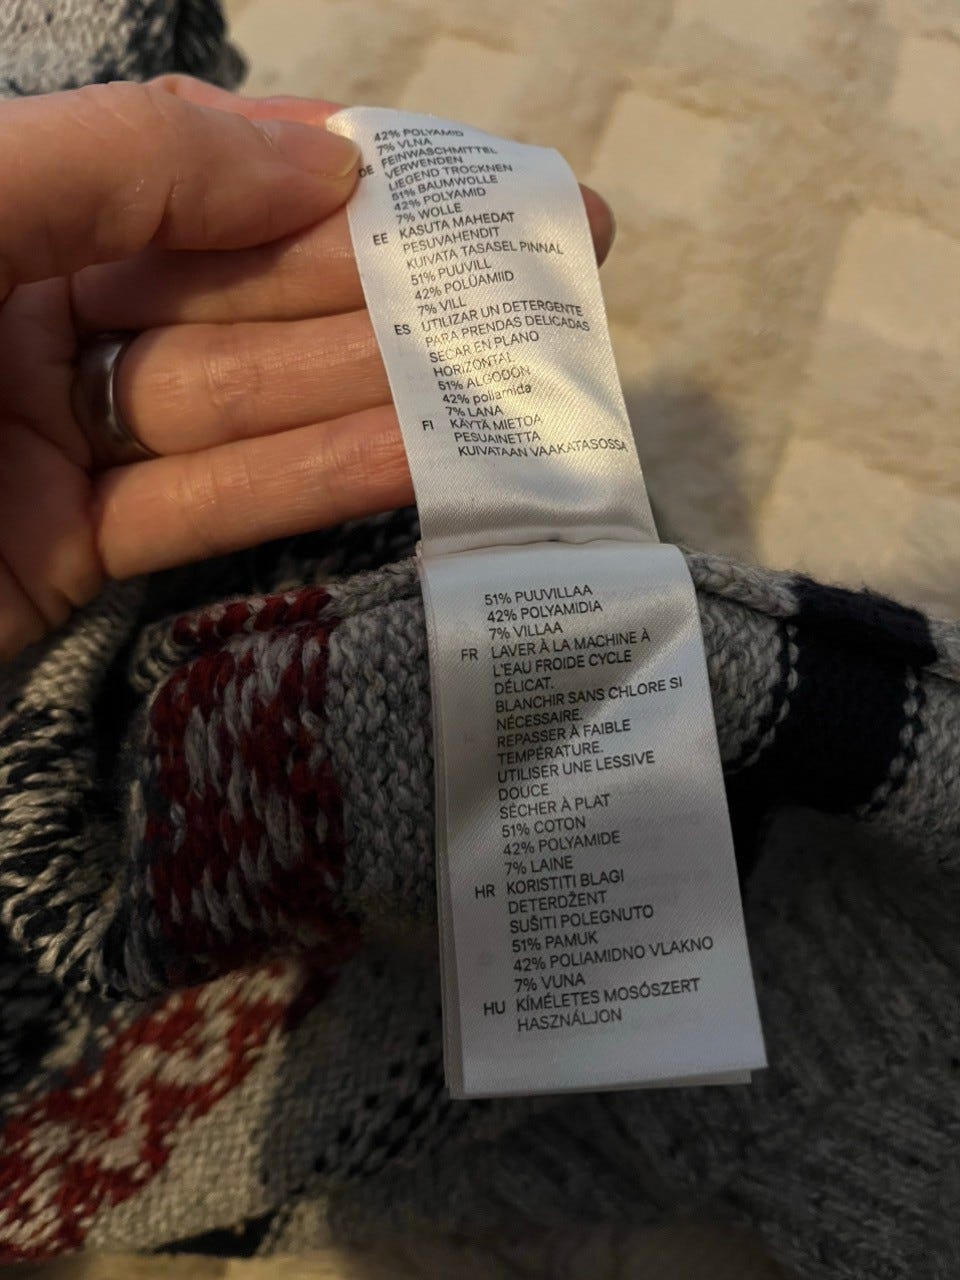 42% POLYAMID
7% VLNA
DE FEINWASCHMITTEL
VERWENDEN
LIEGEND TROCKNEN
51% BAUMWOLLE
42% POLYAMID
7% WOLLE
EE KASUTA MAHEDAT
PESUVAHENDIT
KUIVATA TASASEL PINNAL
51% PUUVILL
42% POLÜAMIID
7% VILL
ES UTILIZAR UN DETERGENTE
PARA PRENDAS DELICADAS
SECAR EN PLANO
HORIZONTAL
51% ALGODON
42% poliamida
7% LANA
FI KÄYTÄ MIETOA
PESUAINETTA
KUIVATAAN VAAKATASOSSA
51% PUUVILLAA
42% POLYAMIDIA
7% VILLAA
FR LAVER À LA MACHINE À
L'EAU FROIDE CYCLE
DÉLICAT.
BLANCHIR SANS CHLORE SI
NÉCESSAIRE.
REPASSER À FAIBLE
TEMPÉRATURE.
UTILISER UNE LESSIVE
DOUCE
SÉCHER À PLAT
51% COTON
42% POLYAMIDE
7% LAINE
HR KORISTITI BLAGI
DETERDŽENT
SUŠITI POLEGNUTO
51% PAMUK
42% POLIAMIDNO VLAKNO
7% VUNA
HU KÍMÉLETES MOSÓSZERT
HASZNÁLJON